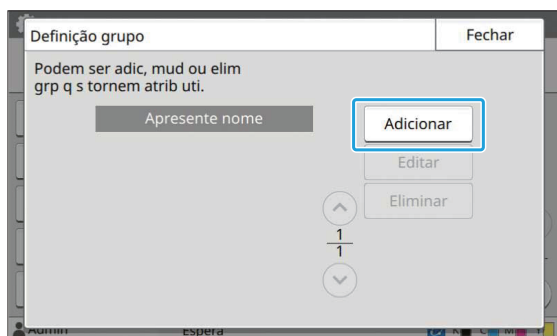 Definição grupo
Fechar
Podem ser adic, mud ou elim
grp q s tornem atrib uti.
Apresente nome
Adicionar
Editar
Eliminar
1
1
Admin
Espera
K
C
M
Y